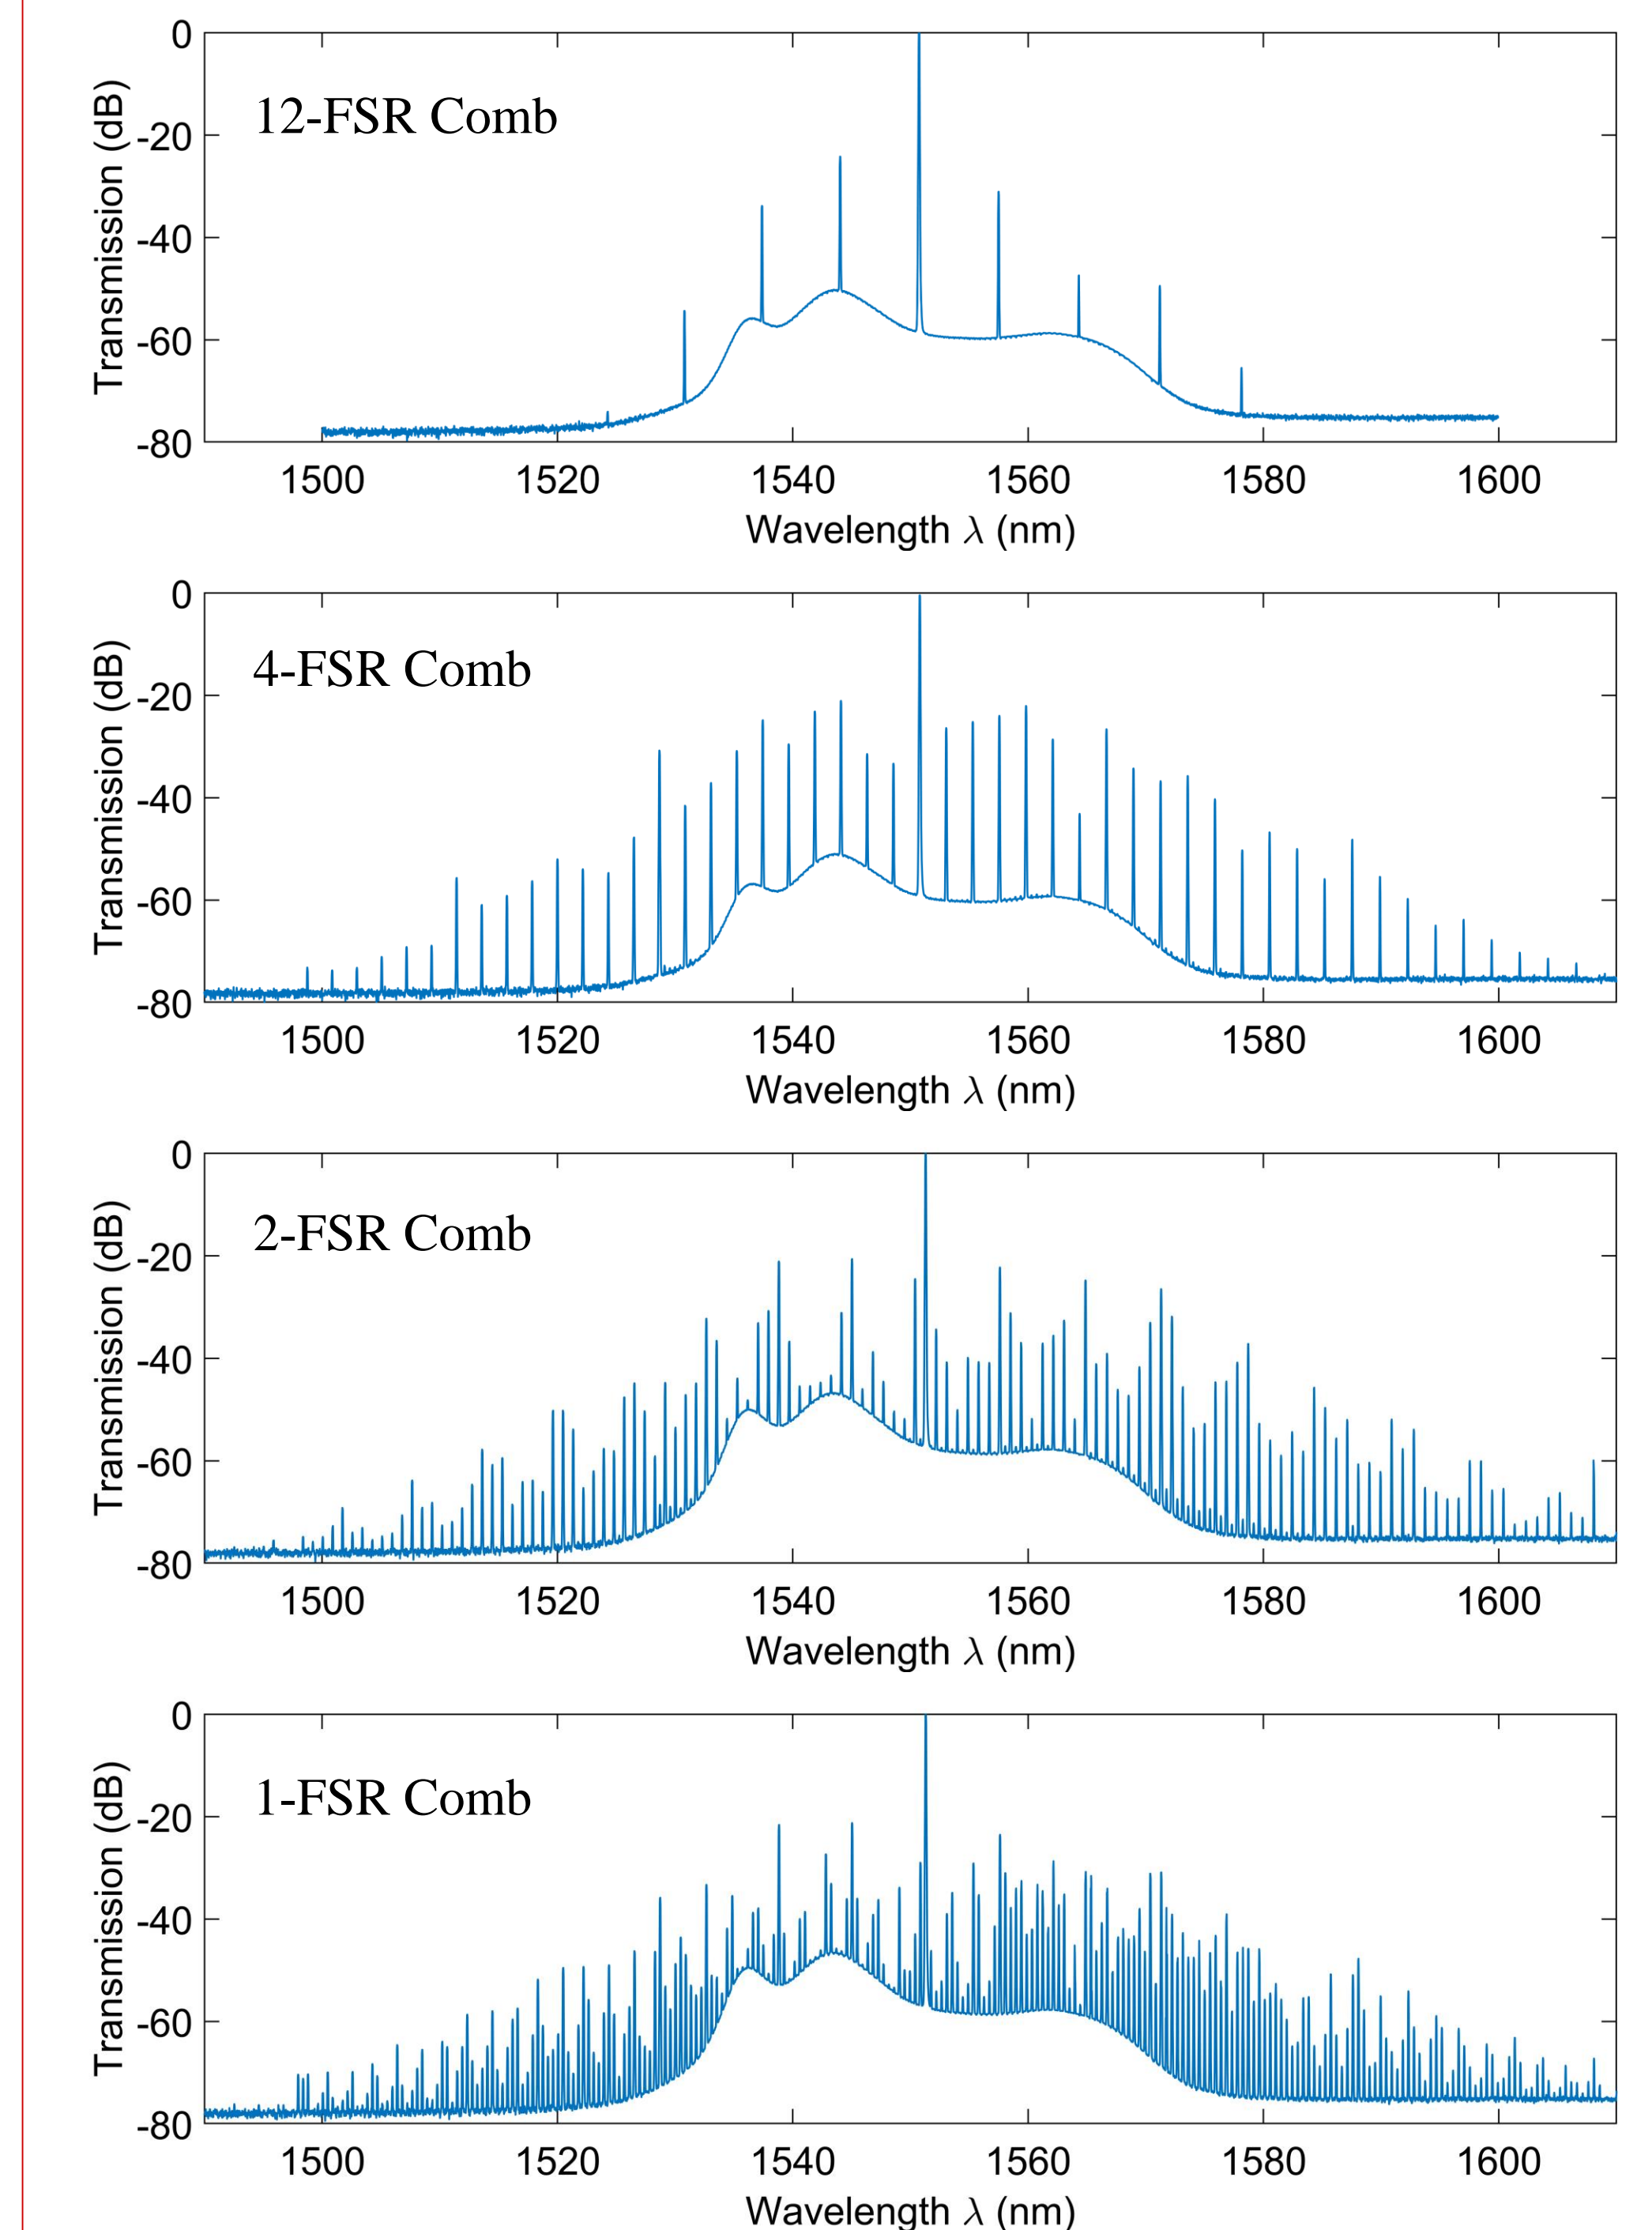 0
-20
-40
-60
-80
Transmission (dB)
12-FSR Comb
1500 1520 1540 1560 1580 1600
Wavelength λ (nm)
0
-20
-40
-60
-80
Transmission (dB)
4-FSR Comb
1500 1520 1540 1560 1580 1600
Wavelength λ (nm)
0
-20
-40
-60
-80
Transmission (dB)
2-FSR Comb
1500 1520 1540 1560 1580 1600
Wavelength λ (nm)
0
-20
-40
-60
-80
Transmission (dB)
1-FSR Comb
1500 1520 1540 1560 1580 1600
Wavelength λ (nm)